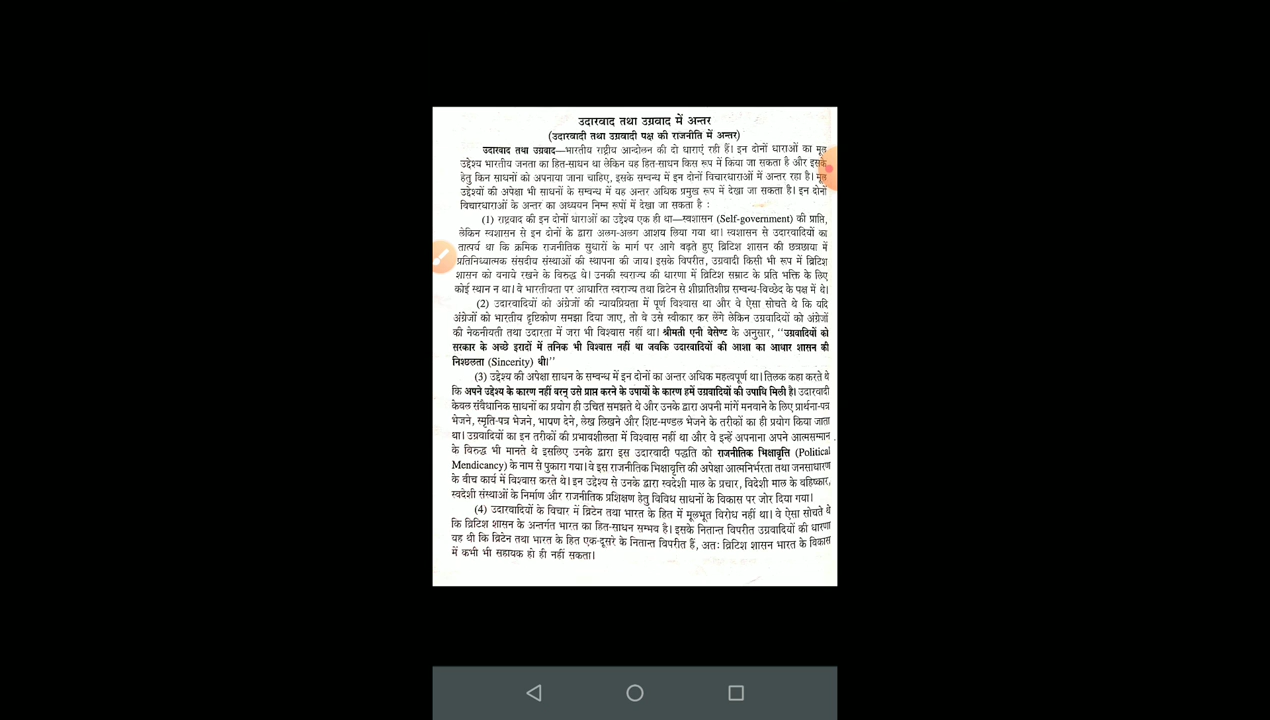 उदारवाद तथा उग्रवाद में अन्तर
(उदारवादी तथा उग्रवादी पक्ष की राजनीति में अन्तर)
उदारवाद तथा उग्रवाद—भारतीय राष्ट्रीय आन्दोलन की दो धाराएं रही हैं। इन दोनों धाराओं का मूल
उद्देश्य भारतीय जनता का हित-साधन था लेकिन यह हित-साधन किस रूप में किया जा सकता है और इसके
हेतु किन साधनों को अपनाया जाना चाहिए, इसके सम्बन्ध में इन दोनों विचारधाराओं में अन्तर रहा है। मूल
उद्देश्यों की अपेक्षा भी साधनों के सम्बन्ध में यह अन्तर अधिक प्रमुख रूप में देखा जा सकता है। इन दोनों
विचारधाराओं के अन्तर का अध्ययन निम्न रूपों में देखा जा सकता है :
(1) राष्ट्रवाद की इन दोनों धाराओं का उद्देश्य एक ही था—स्वशासन (Self-government) की प्राप्ति,
लेकिन स्वशासन से इन दोनों के द्वारा अलग-अलग आशय लिया गया था। स्वशासन से उदारवादियों का
तात्पर्य था कि क्रमिक राजनीतिक सुधारों के मार्ग पर आगे बढ़ते हुए ब्रिटिश शासन की छत्रछाया में
प्रतिनिध्यात्मक संसदीय संस्थाओं की स्थापना की जाय। इसके विपरीत, उग्रवादी किसी भी रूप में ब्रिटिश
शासन को बनाये रखने के विरुद्ध थे। उनकी स्वराज्य की धारणा में ब्रिटिश सम्राट के प्रति भक्ति के लिए
कोई स्थान न था। वे भारतीयता पर आधारित स्वराज्य तथा ब्रिटेन से शीघ्रातिशीघ्र सम्बन्ध-विच्छेद के पक्ष में थे।
(2) उदारवादियों को अंग्रेजों की न्यायप्रियता में पूर्ण विश्वास था और वे ऐसा सोचते थे कि यदि
अंग्रेजों को भारतीय दृष्टिकोण समझा दिया जाए, तो वे उसे स्वीकार कर लेंगे लेकिन उग्रवादियों को अंग्रेजों
की नेकनीयती तथा उदारता में जरा भी विश्वास नहीं था। श्रीमती एनी बेसेण्ट के अनुसार, "उग्रवादियों को
सरकार के अच्छे इरादों में तनिक भी विश्वास नहीं था जबकि उदारवादियों की आशा का आधार शासन की
निश्छलता (Sincerity) थी।"
(3) उद्देश्य की अपेक्षा साधन के सम्बन्ध में इन दोनों का अन्तर अधिक महत्वपूर्ण था। तिलक कहा करते थे
कि अपने उद्देश्य के कारण नहीं वरन् उसे प्राप्त करने के उपायों के कारण हमें उग्रवादियों की उपाधि मिली है। उदारवादी
केवल संवैधानिक साधनों का प्रयोग ही उचित समझते थे और उनके द्वारा अपनी मांगें मनवाने के लिए प्रार्थना-पत्र
भेजने, स्मृति-पत्र भेजने, भाषण देने, लेख लिखने और शिष्ट-मण्डल भेजने के तरीकों का ही प्रयोग किया जाता
था। उग्रवादियों का इन तरीकों की प्रभावशीलता में विश्वास नहीं था और वे इन्हें अपनाना अपने आत्मसम्मान
के विरुद्ध भी मानते थे इसलिए उनके द्वारा इस उदारवादी पद्धति को राजनीतिक भिक्षावृत्ति (Political
Mendicancy) के नाम से पुकारा गया। वे इस राजनीतिक भिक्षावृत्ति की अपेक्षा आत्मनिर्भरता तथा जनसाधारण
के बीच कार्य में विश्वास करते थे। इन उद्देश्य से उनके द्वारा स्वदेशी माल के प्रचार, विदेशी माल के बहिष्कार,
स्वदेशी संस्थाओं के निर्माण और राजनीतिक प्रशिक्षण हेतु विविध साधनों के विकास पर जोर दिया गया।
(4) उदारवादियों के विचार में ब्रिटेन तथा भारत के हित में मूलभूत विरोध नहीं था। वे ऐसा सोचते थे
कि ब्रिटिश शासन के अन्तर्गत भारत का हित-साधन सम्भव है। इसके नितान्त विपरीत उग्रवादियों की धारणा
यह थी कि ब्रिटेन तथा भारत के हित एक-दूसरे के नितान्त विपरीत हैं, अतः ब्रिटिश शासन भारत के विकास
में कभी भी सहायक हो ही नहीं सकता।